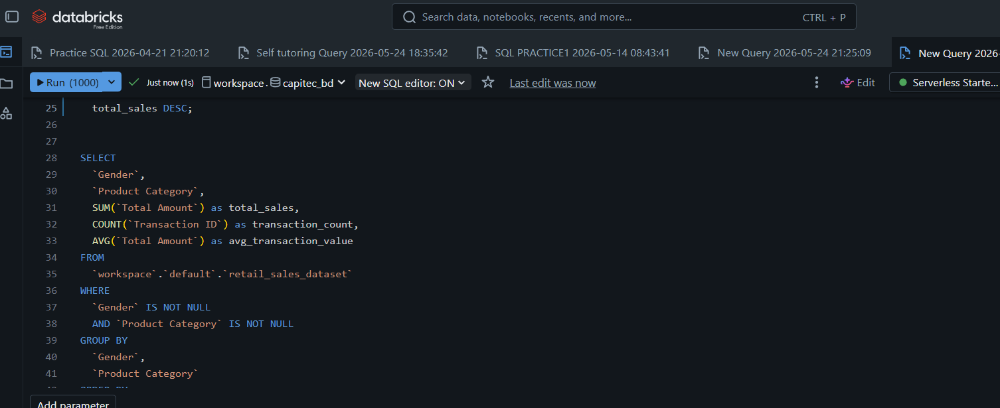 databricks
Free Edition
Search data, notebooks, recents, and more...
CTRL + P
Practice SQL 2026-04-21 21:20:12
Self tutoring Query 2026-05-24 18:35:42
SQL PRACTICE1 2026-05-14 08:43:41
New Query 2026-05-24 21:25:09
New Query 2026-
Run (1000)
Just now (1s)
workspace.
capitec_bd
New SQL editor: ON
Last edit was now
Edit
Serverless Starte...
25 total_sales DESC;
26
27
28 SELECT
29 `Gender`,
30 `Product Category`,
31 SUM(`Total Amount`) as total_sales,
32 COUNT(`Transaction ID`) as transaction_count,
33 AVG(`Total Amount`) as avg_transaction_value
34 FROM
35 `workspace`.`default`.`retail_sales_dataset`
36 WHERE
37 `Gender` IS NOT NULL
38 AND `Product Category` IS NOT NULL
39 GROUP BY
40 `Gender`,
41 `Product Category`
Add parameter